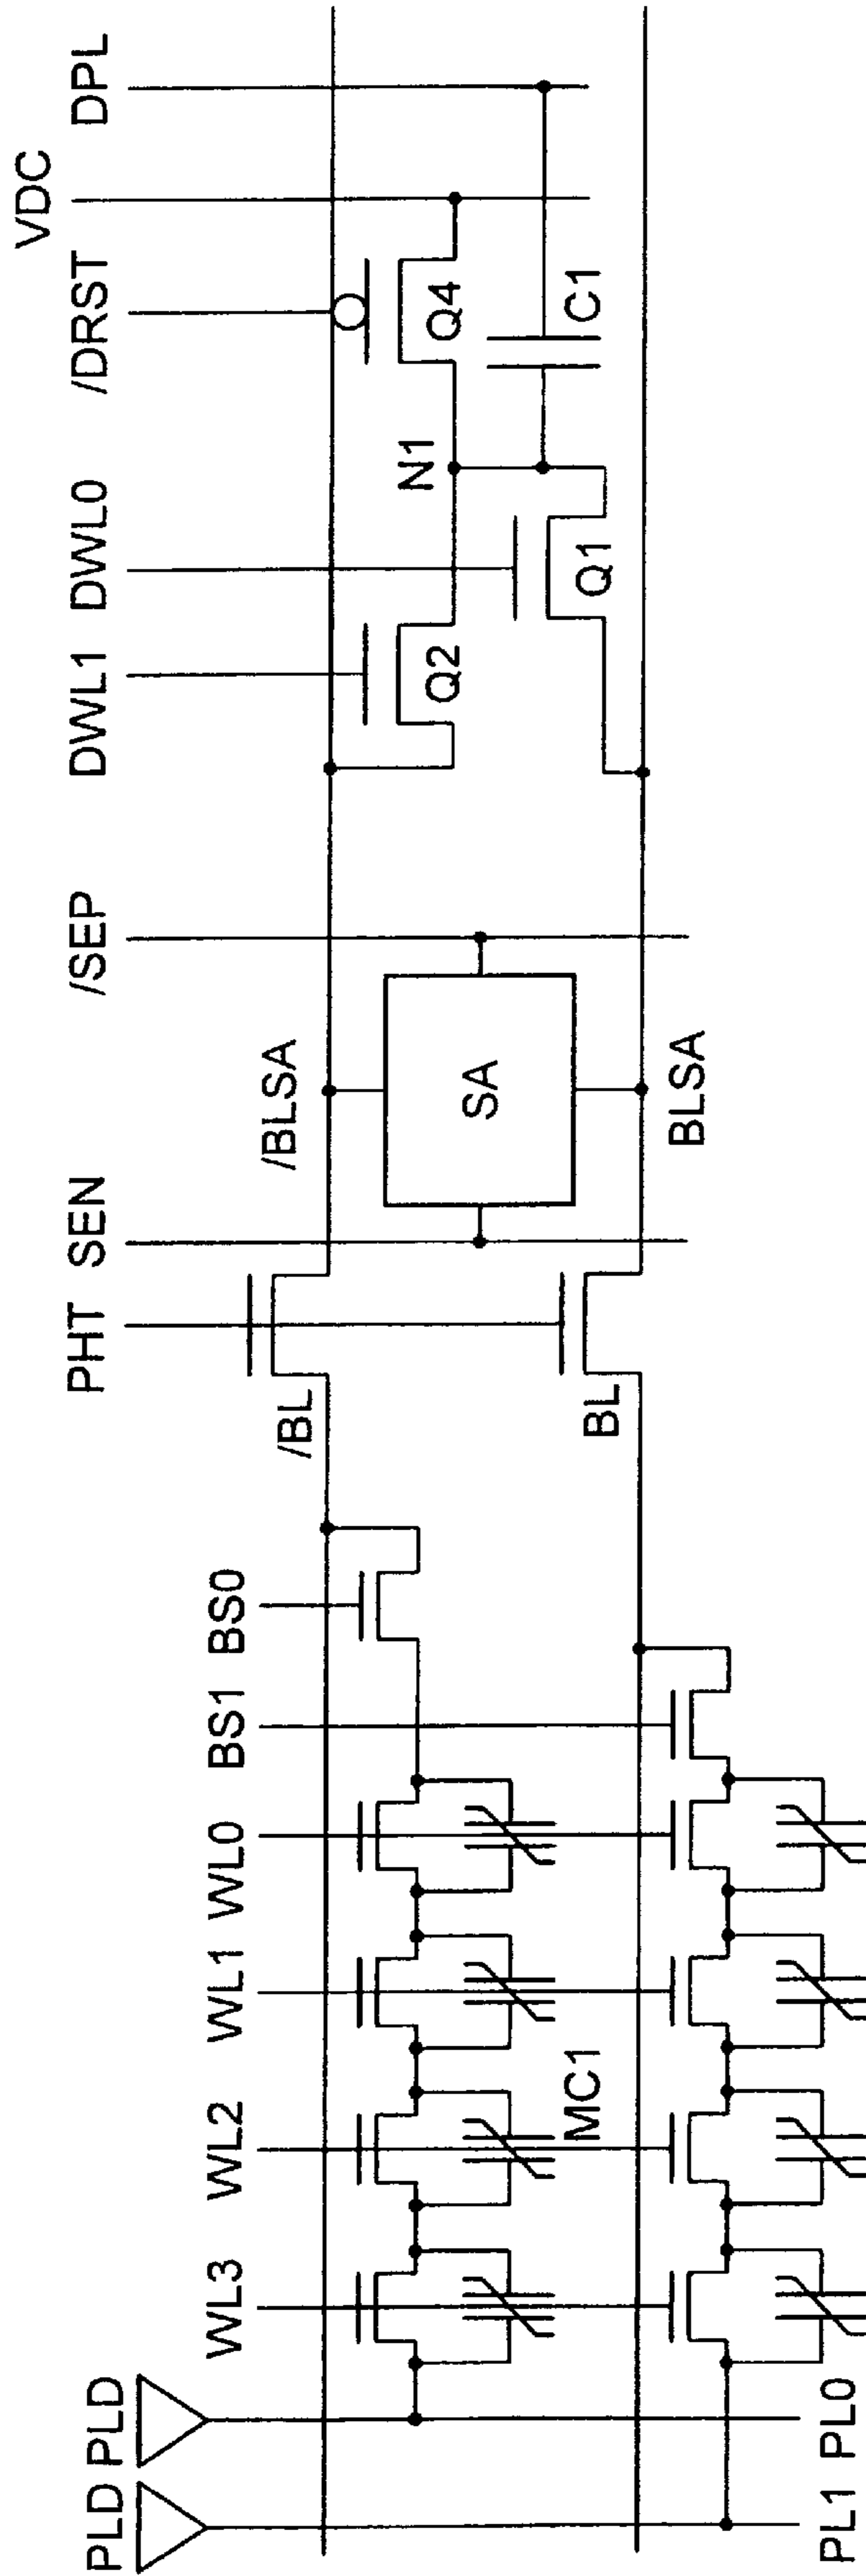 PLD PLD WL3 WL2 WL1 WL0 BS1 BS0 PHT SEN /SEP DWL1 DWL0 /DRST VDC DPL
/BL /BLSA
N1
Q2 Q4
MC1 SA
C1
Q1
BL
BLSA
PL1 PL0